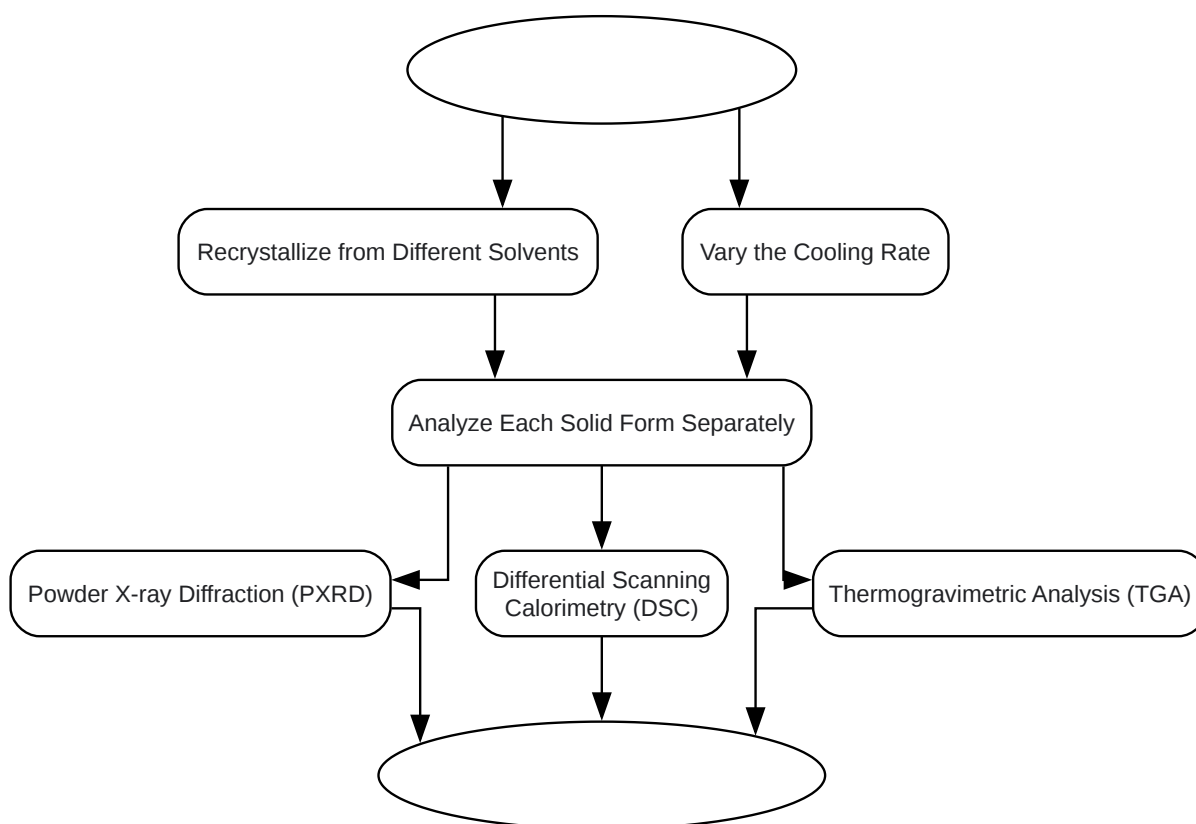 Recrystallize from Different Solvents
Vary the Cooling Rate
Analyze Each Solid Form Separately
Powder X-ray Diffraction (PXRD)
Differential Scanning
Calorimetry (DSC)
Thermogravimetric Analysis (TGA)